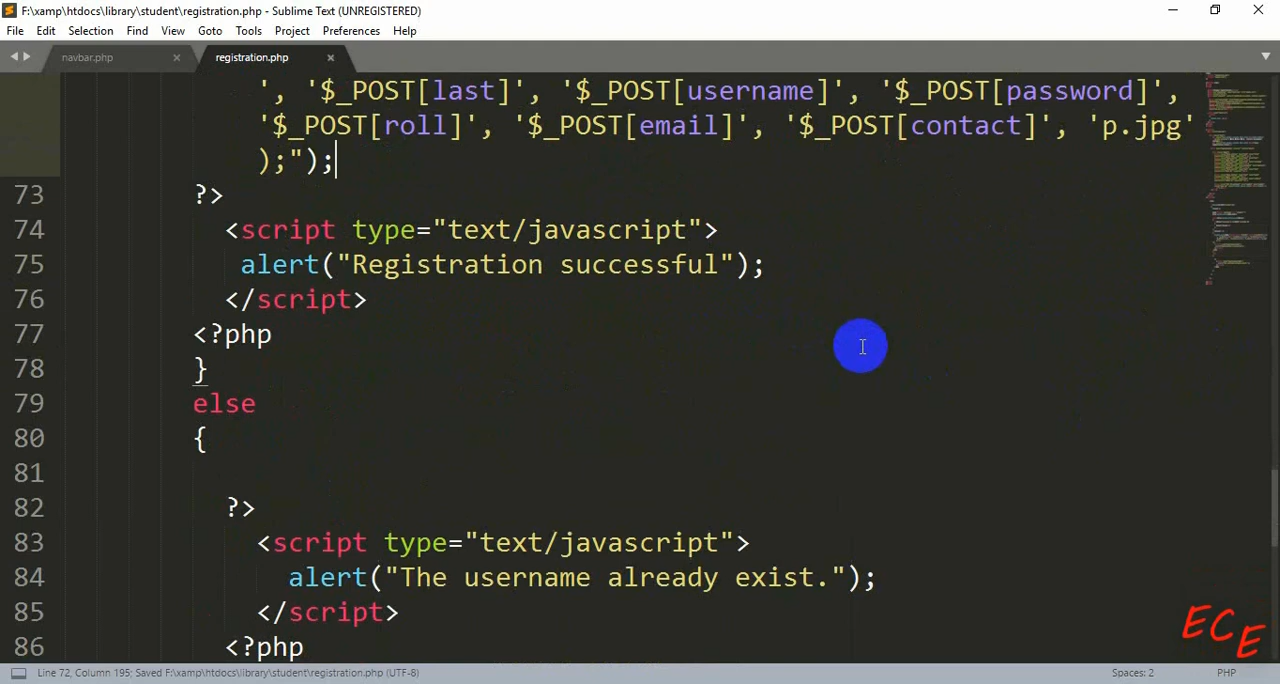 F:\xamp\htdocs\library\student\registration.php - Sublime Text (UNREGISTERED)
File Edit Selection Find View Goto Tools Project Preferences Help
navbar.php registration.php
', '$_POST[last]', '$_POST[username]', '$_POST[password]',
'$_POST[roll]', '$_POST[email]', '$_POST[contact]', 'p.jpg'
);");
73 ?>
74 <script type="text/javascript">
75 alert("Registration successful");
76 </script>
77 <?php
78 }
79 else
80 {
81
82 ?>
83 <script type="text/javascript">
84 alert("The username already exist.");
85 </script>
86 <?php
ECE
Line 72, Column 195; Saved F:\xamp\htdocs\library\student\registration.php (UTF-8) Spaces: 2 PHP